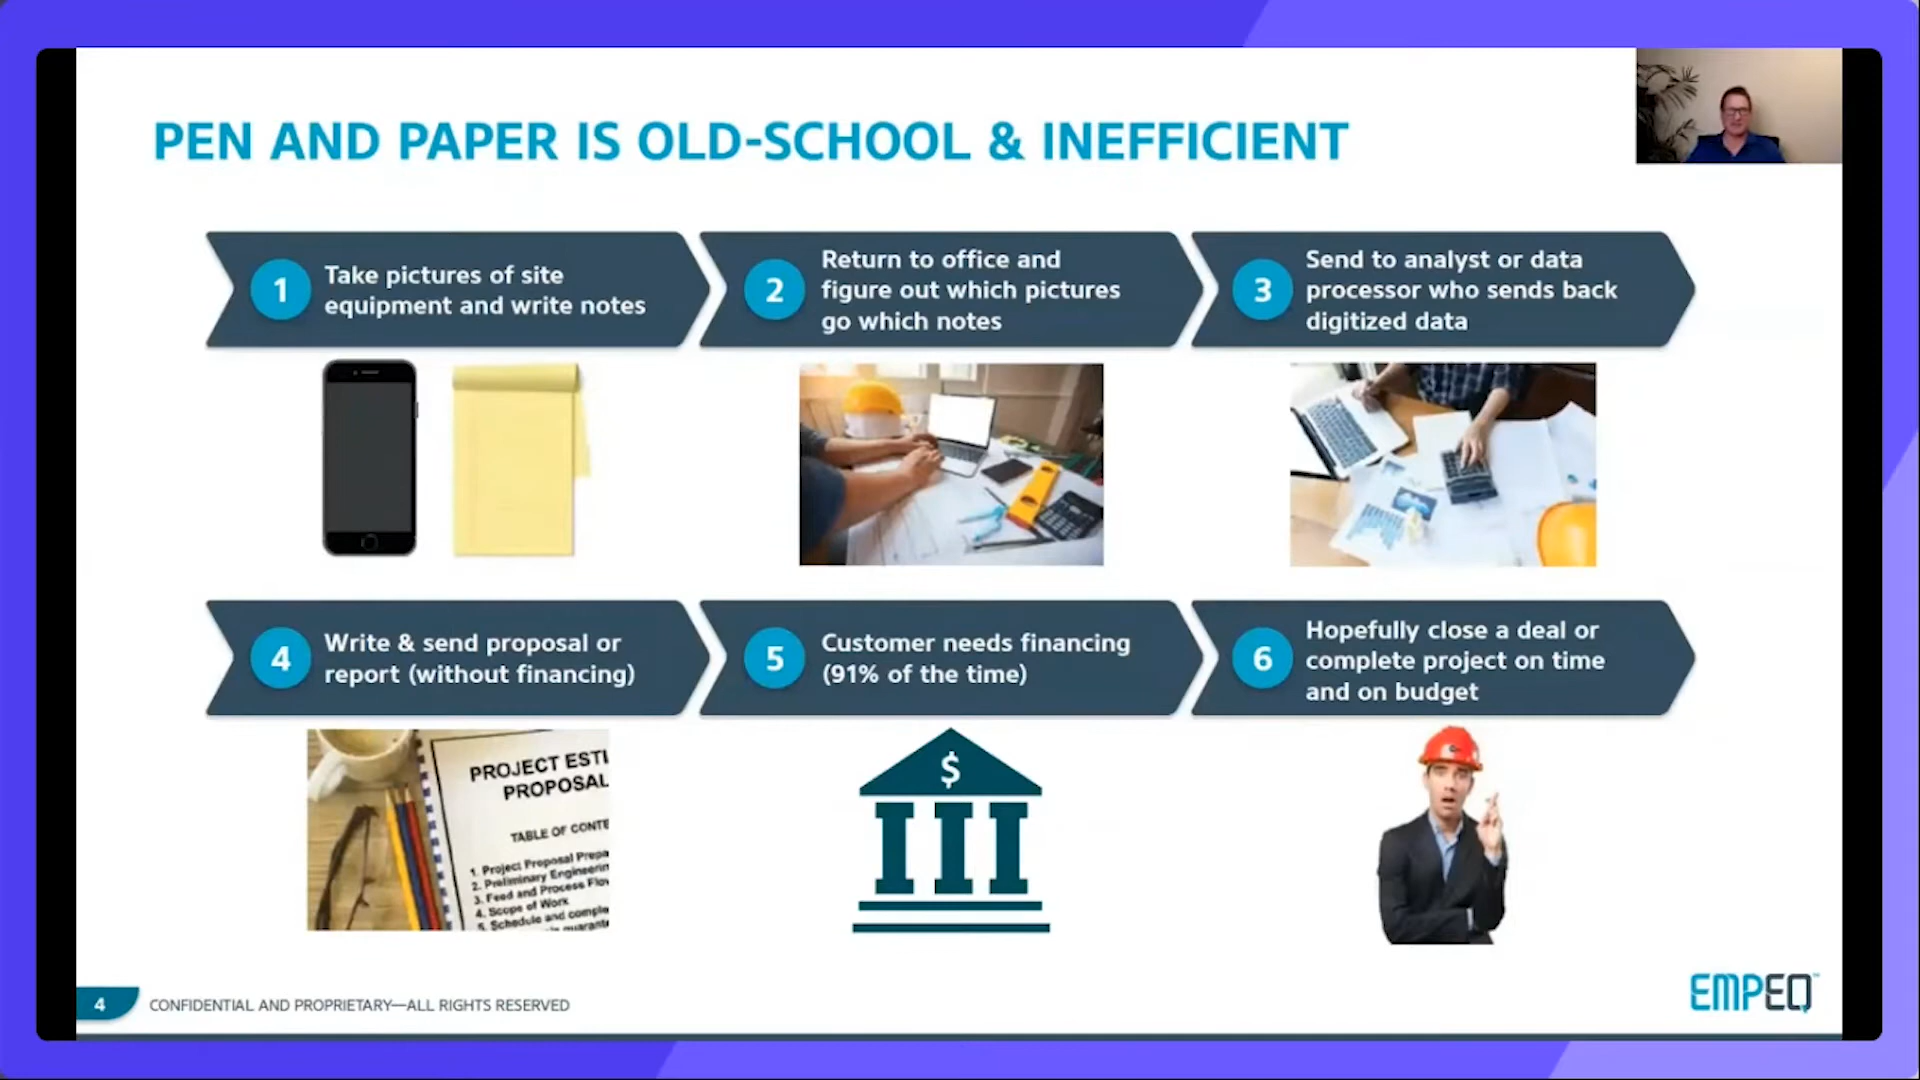 PEN AND PAPER IS OLD-SCHOOL & INEFFICIENT
1
Take pictures of site
equipment and write notes
2
Return to office and
figure out which pictures
go which notes
3
Send to analyst or data
processor who sends back
digitized data
4
Write & send proposal or
report (without financing)
5
Customer needs financing
(91% of the time)
6
Hopefully close a deal or
complete project on time
and on budget
PROJECT ESTI
PROPOSAL
TABLE OF CONTE
1. Project Proposal Prepa
2. Preliminary Engineerin
3. Feed and Process Flow
4. Scope of Work
5. Schedule and comple
guarante
$
4
CONFIDENTIAL AND PROPRIETARY—ALL RIGHTS RESERVED
EMPEQ